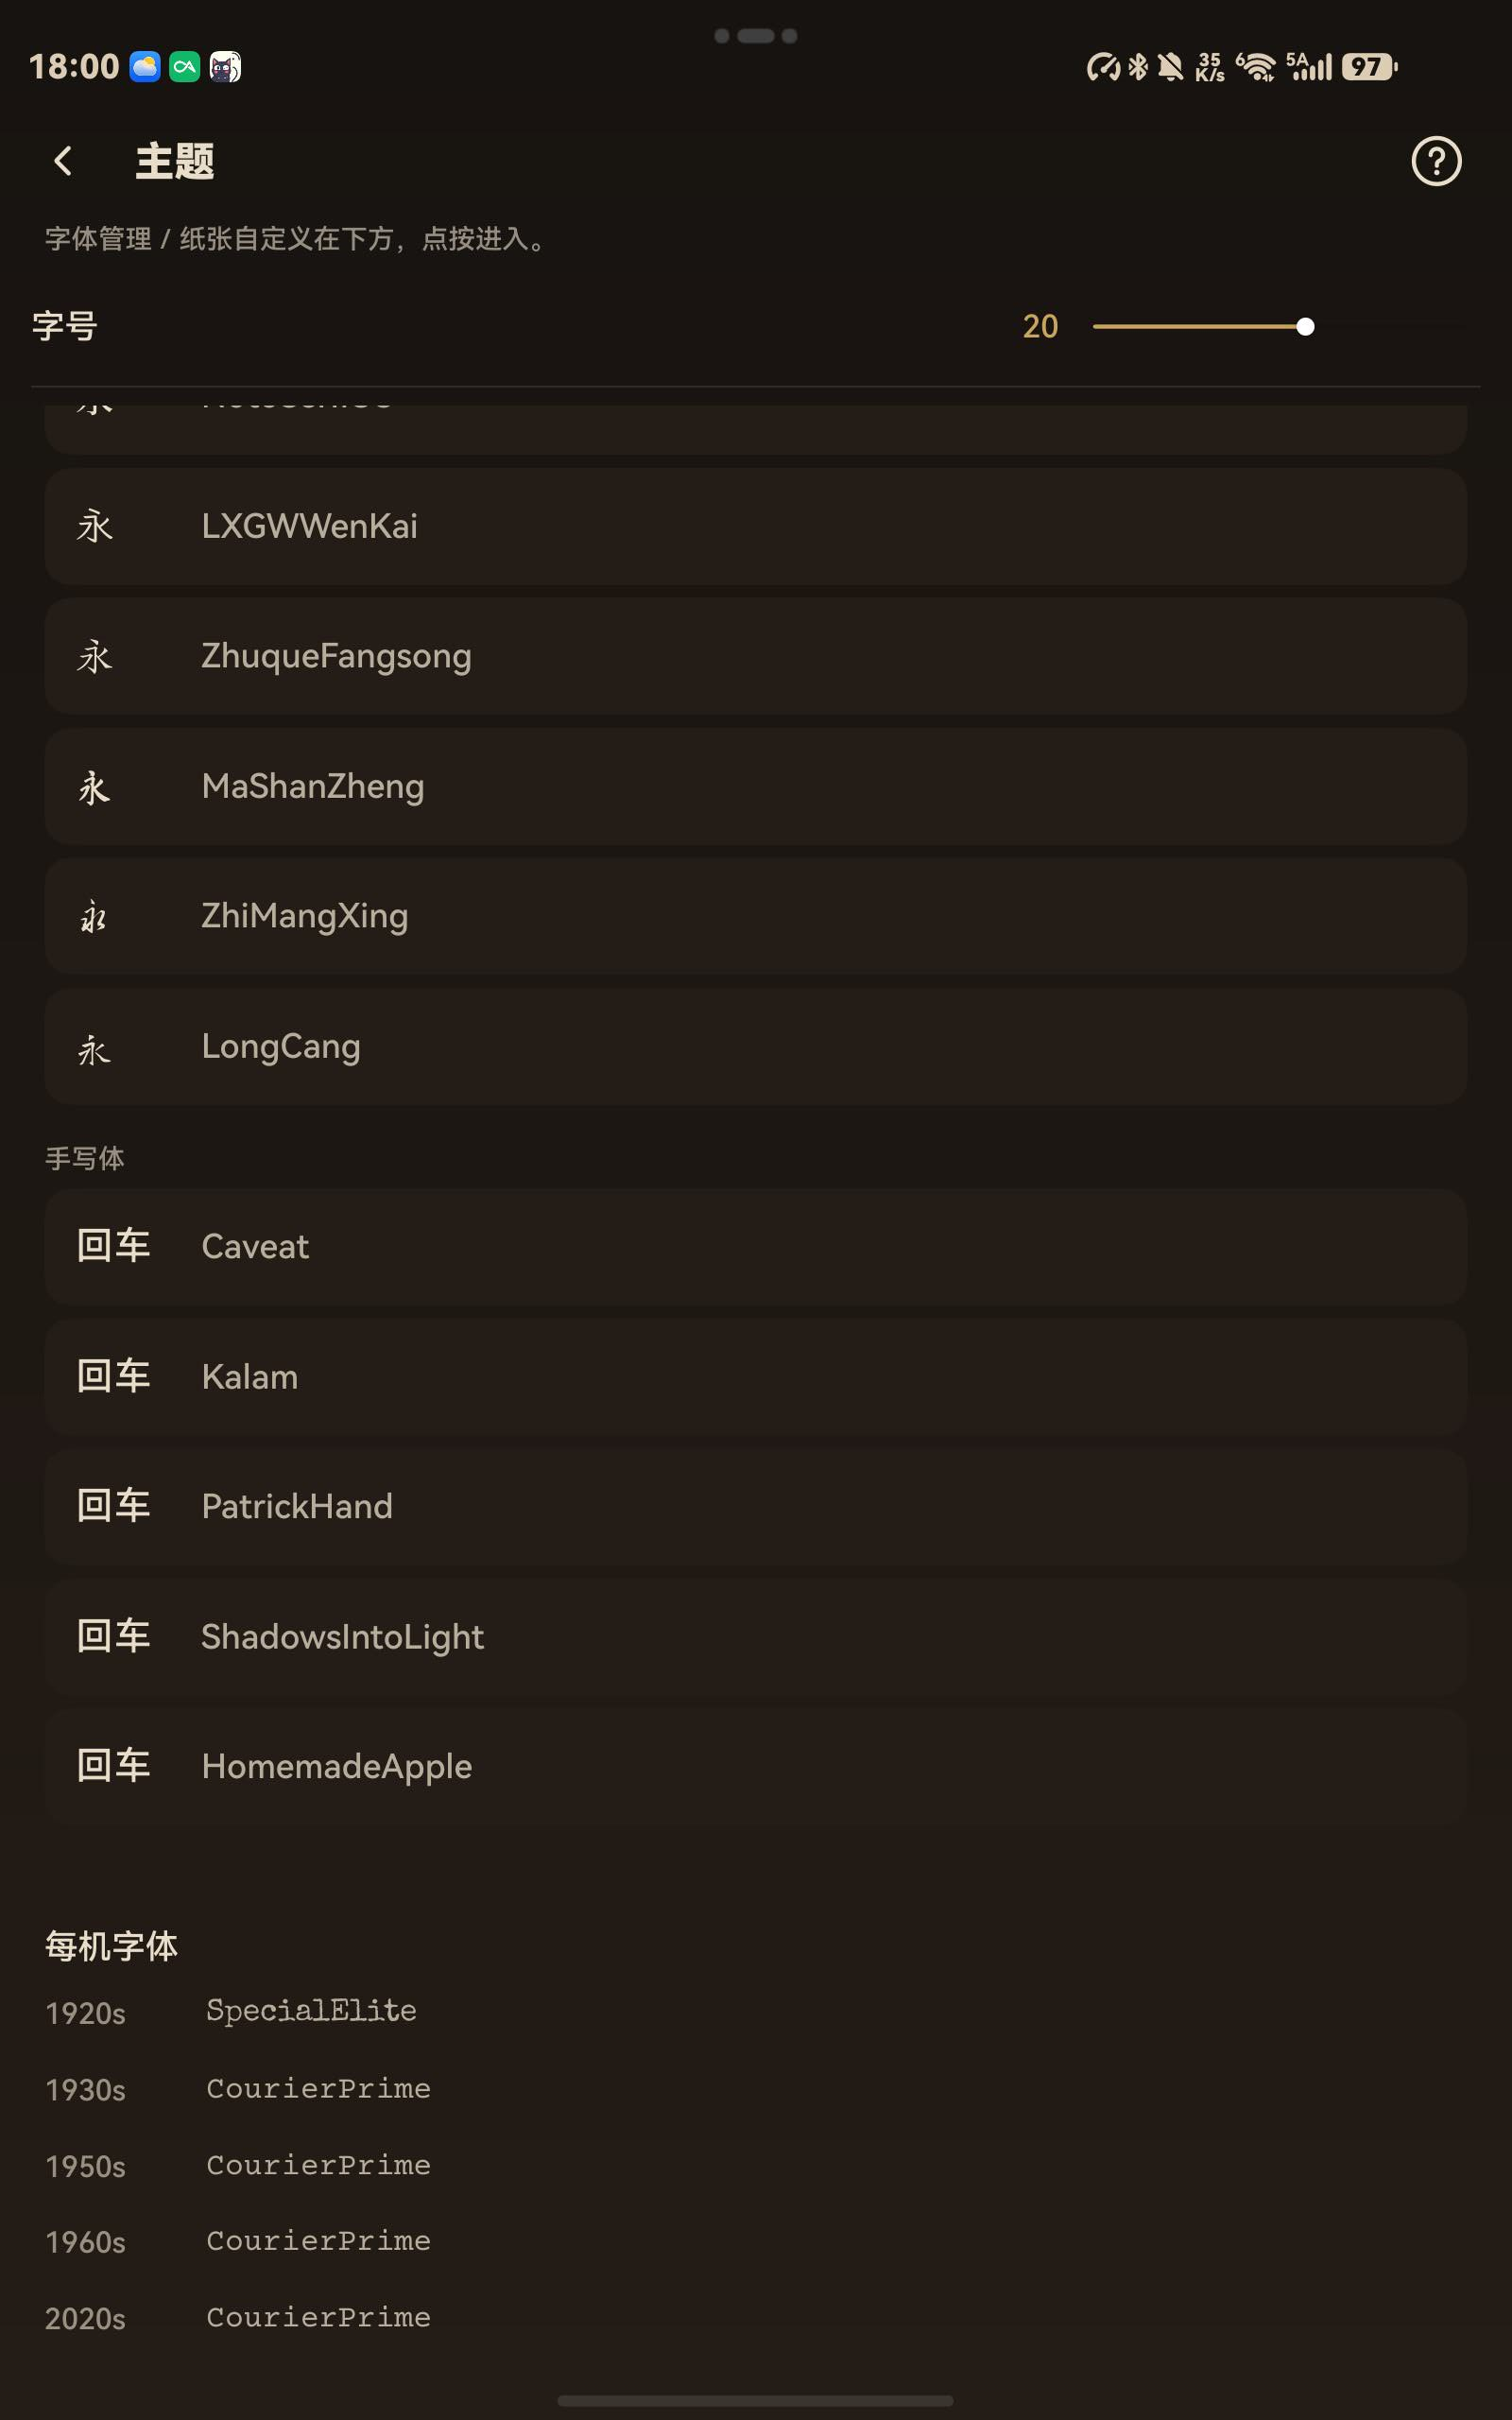 18:00
35 K/s
6
5A
97
主题
字体管理 / 纸张自定义在下方，点按进入。
字号
20
永 LXGWWenKai
永 ZhuqueFangsong
永 MaShanZheng
永 ZhiMangXing
永 LongCang
手写体
回车 Caveat
回车 Kalam
回车 PatrickHand
回车 ShadowsIntoLight
回车 HomemadeApple
每机字体
1920s SpecialElite
1930s CourierPrime
1950s CourierPrime
1960s CourierPrime
2020s CourierPrime